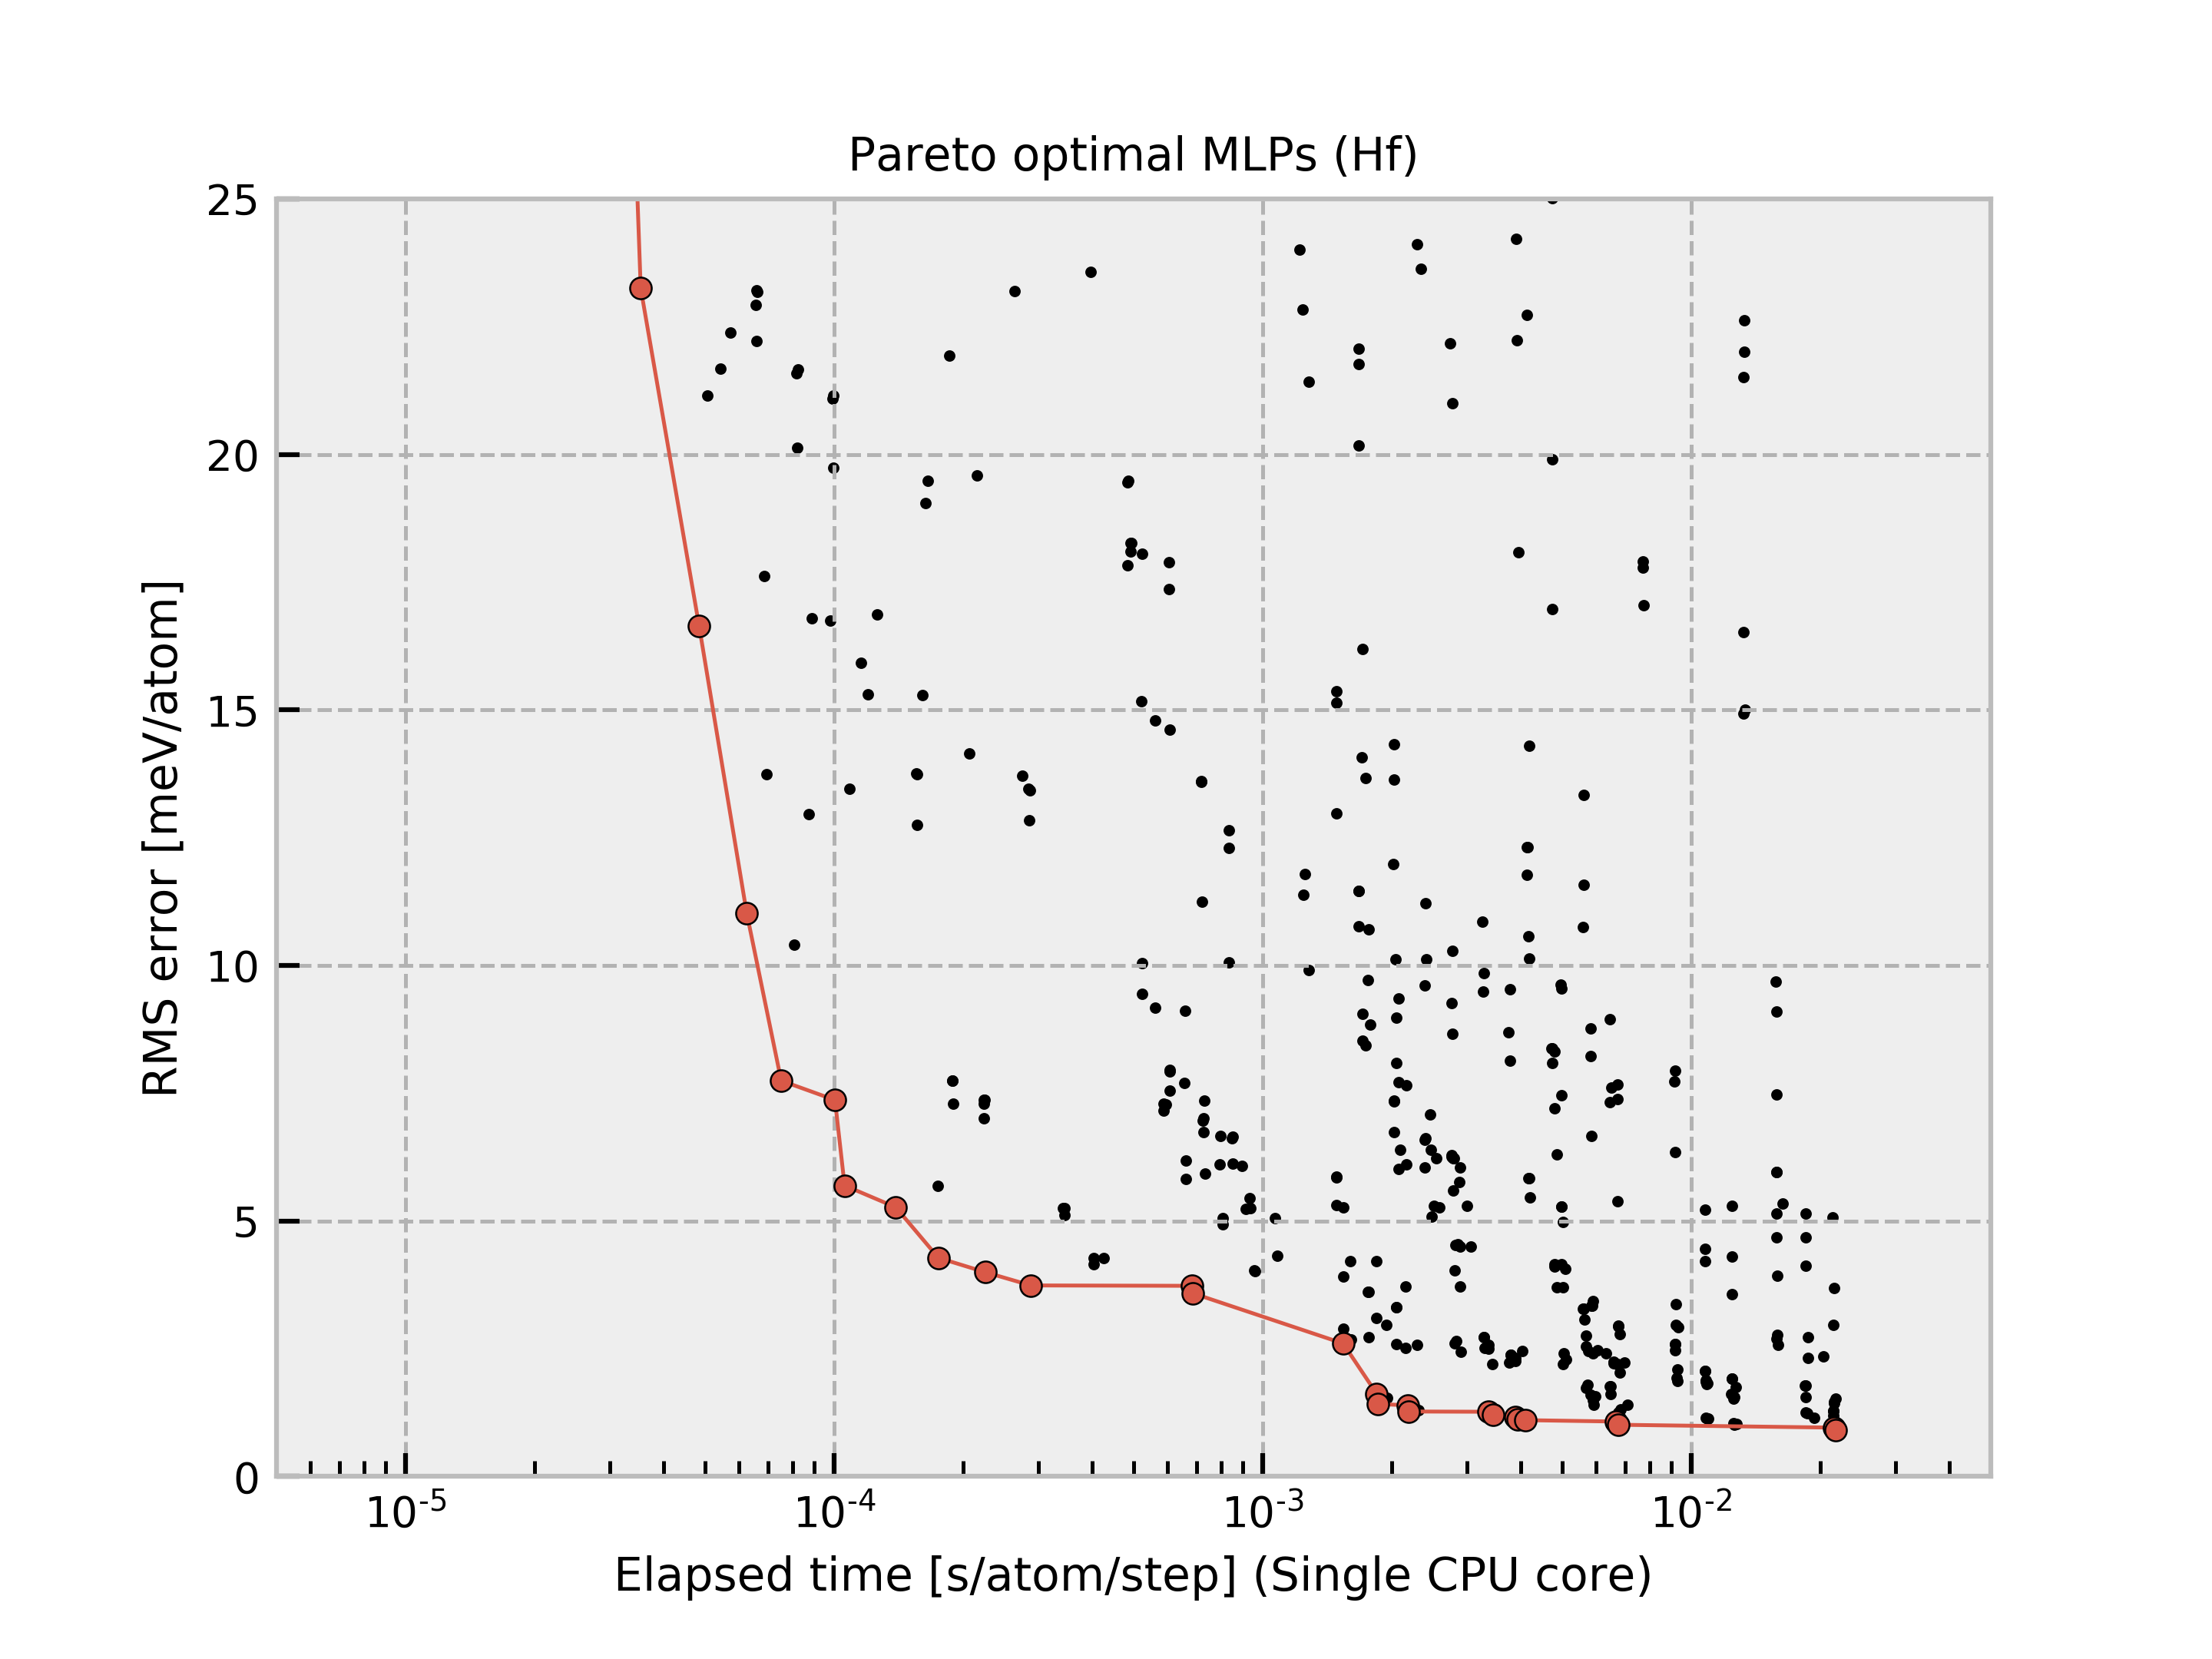 Pareto optimal MLPs (Hf)
RMS error [meV/atom]
25
20
15
10
5
0
10-5 10-4 10-3 10-2
Elapsed time [s/atom/step] (Single CPU core)